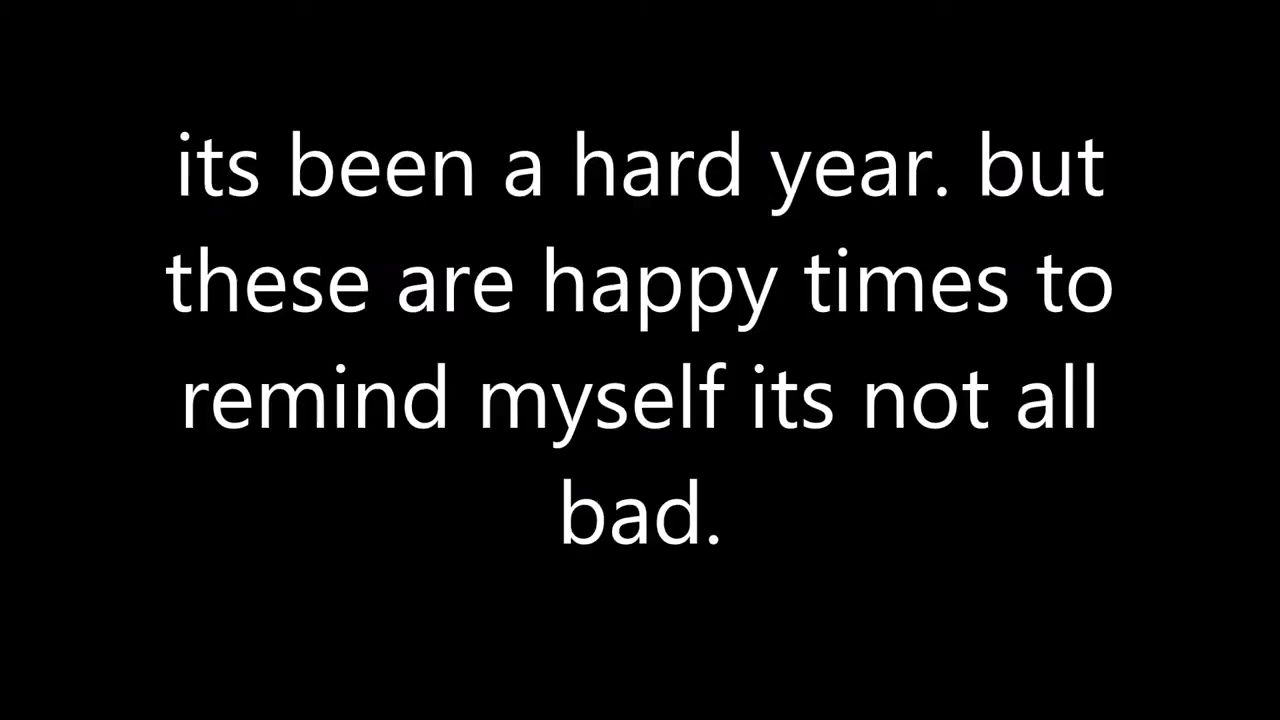 its been a hard year. but
these are happy times to
remind myself its not all
bad.